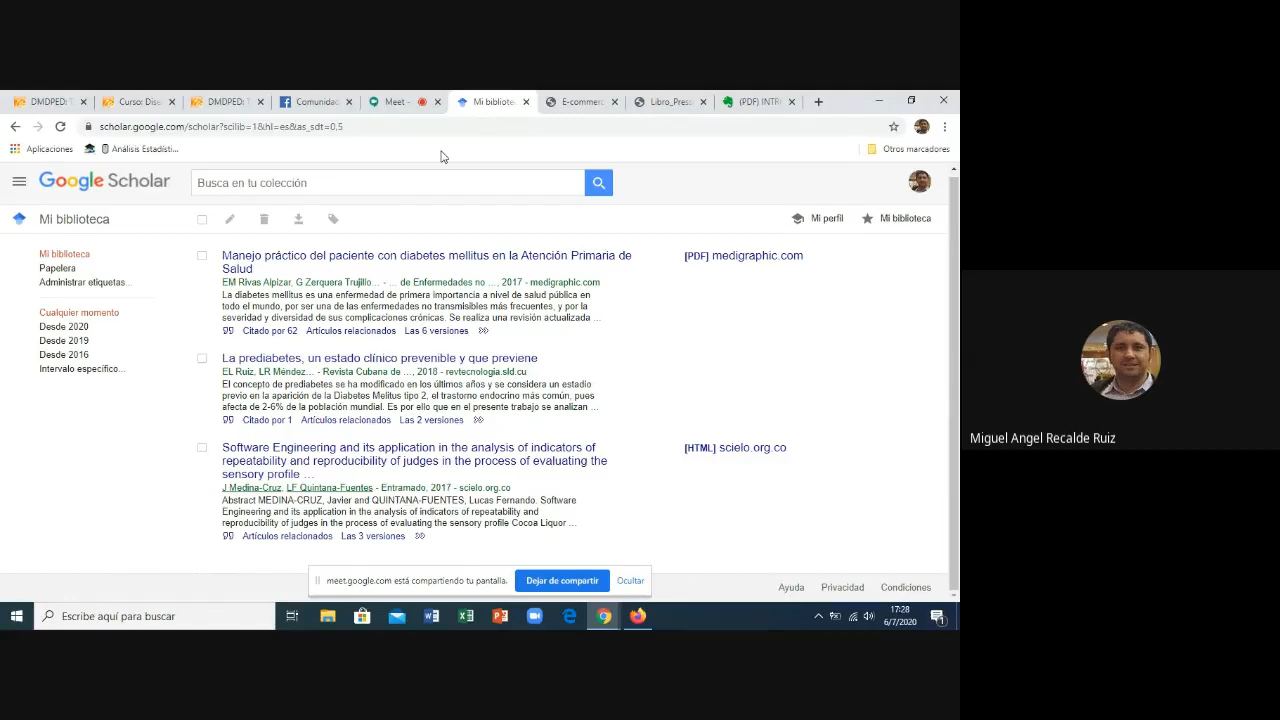 DMDPED: T
Curso: Dise
DMDPED: T
Comunidad
Meet -
Mi bibliote
E-commerc
Libro_Pres
(PDF) INTR
scholar.google.com/scholar?scilib=1&hl=es&as_sdt=0,5
Aplicaciones
Análisis Estadísti...
Otros marcadores
Google Scholar
Busca en tu colección
Mi biblioteca
Mi perfil
Mi biblioteca
Mi biblioteca
Papelera
Administrar etiquetas...
Cualquier momento
Desde 2020
Desde 2019
Desde 2016
Intervalo específico...
Manejo práctico del paciente con diabetes mellitus en la Atención Primaria de
Salud
EM Rivas Alpizar, G Zerquera Trujillo... - ... de Enfermedades no ..., 2017 - medigraphic.com
La diabetes mellitus es una enfermedad de primera importancia a nivel de salud pública en
todo el mundo, por ser una de las enfermedades no transmisibles más frecuentes, y por la
severidad y diversidad de sus complicaciones crónicas. Se realiza una revisión actualizada ...
Citado por 62 Artículos relacionados Las 6 versiones
[PDF] medigraphic.com
La prediabetes, un estado clínico prevenible y que previene
EL Ruiz, LR Méndez... - Revista Cubana de ..., 2018 - revtecnologia.sld.cu
El concepto de prediabetes se ha modificado en los últimos años y se considera un estadio
previo en la aparición de la Diabetes Melitus tipo 2, el trastorno endocrino más común, pues
afecta de 2-6% de la población mundial. Es por ello que en el presente trabajo se analizan ...
Citado por 1 Artículos relacionados Las 2 versiones
Software Engineering and its application in the analysis of indicators of
repeatability and reproducibility of judges in the process of evaluating the
sensory profile ...
J Medina-Cruz, LF Quintana-Fuentes - Entramado, 2017 - scielo.org.co
Abstract MEDINA-CRUZ, Javier and QUINTANA-FUENTES, Lucas Fernando. Software
Engineering and its application in the analysis of indicators of repeatability and
reproducibility of judges in the process of evaluating the sensory profile Cocoa Liquor ...
Artículos relacionados Las 3 versiones
[HTML] scielo.org.co
meet.google.com está compartiendo tu pantalla.
Dejar de compartir
Ocultar
Ayuda
Privacidad
Condiciones
Escribe aquí para buscar
17:28
6/7/2020
1
Miguel Angel Recalde Ruiz